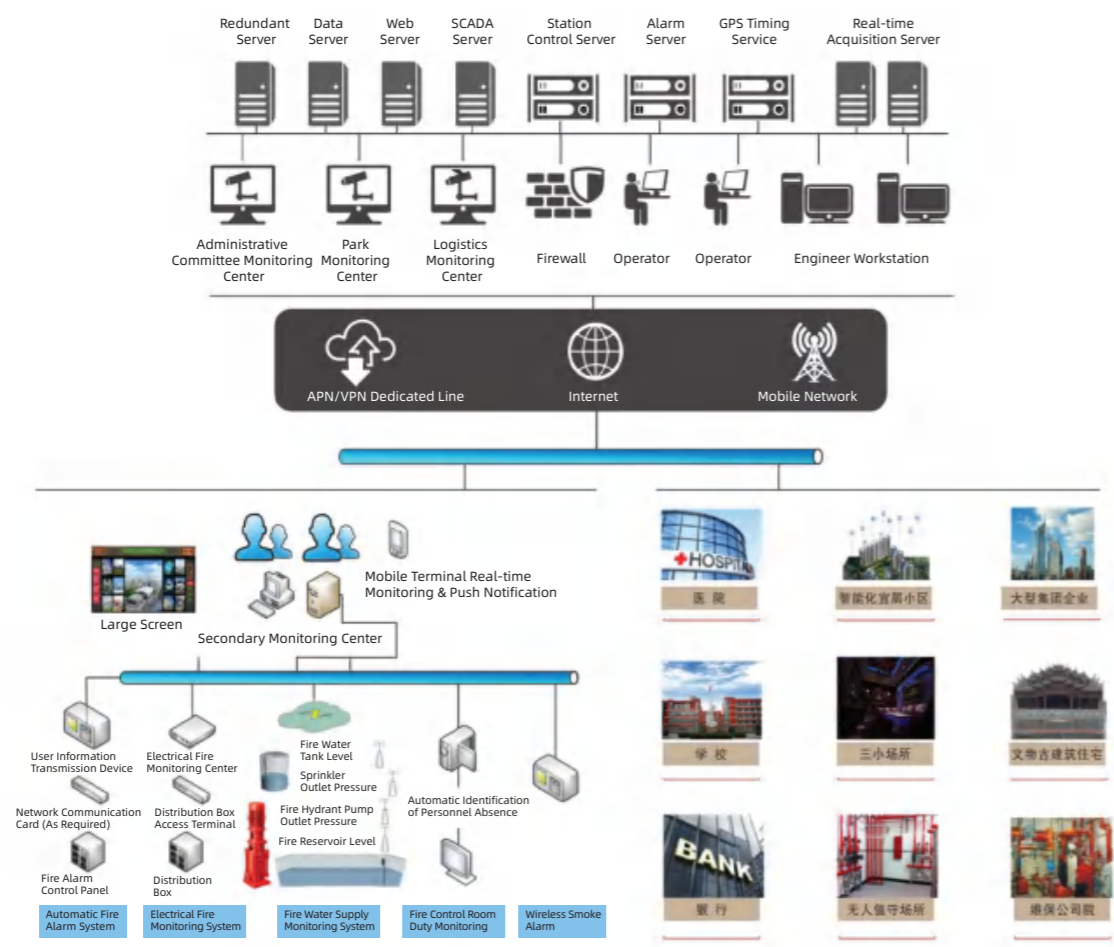 Redundant
Server
Data
Server
Web
Server
SCADA
Server
Station
Control Server
Alarm
Server
GPS Timing
Service
Real-time
Acquisition Server
Administrative
Committee Monitoring
Center
Park
Monitoring
Center
Logistics
Monitoring
Center
Firewall
Operator
Operator
Engineer Workstation
APN/VPN Dedicated Line
Internet
Mobile Network
Large Screen
Mobile Terminal Real-time
Monitoring & Push Notification
Secondary Monitoring Center
User Information
Transmission Device
Network Communication
Card (As Required)
Fire Alarm
Control Panel
Automatic Fire
Alarm System
Electrical Fire
Monitoring Center
Distribution Box
Access Terminal
Distribution
Box
Electrical Fire
Monitoring System
Fire Water
Tank Level
Sprinkler
Outlet Pressure
Fire Hydrant Pump
Outlet Pressure
Fire Reservoir Level
Fire Water Supply
Monitoring System
Automatic Identification
of Personnel Absence
Fire Control Room
Duty Monitoring
Wireless Smoke
Alarm
HOSPITA
医院
智能化宜居小区
大型集团企业
学校
三小场所
文物古建筑住宅
BANK
银行
无人值守场所
维保公司院